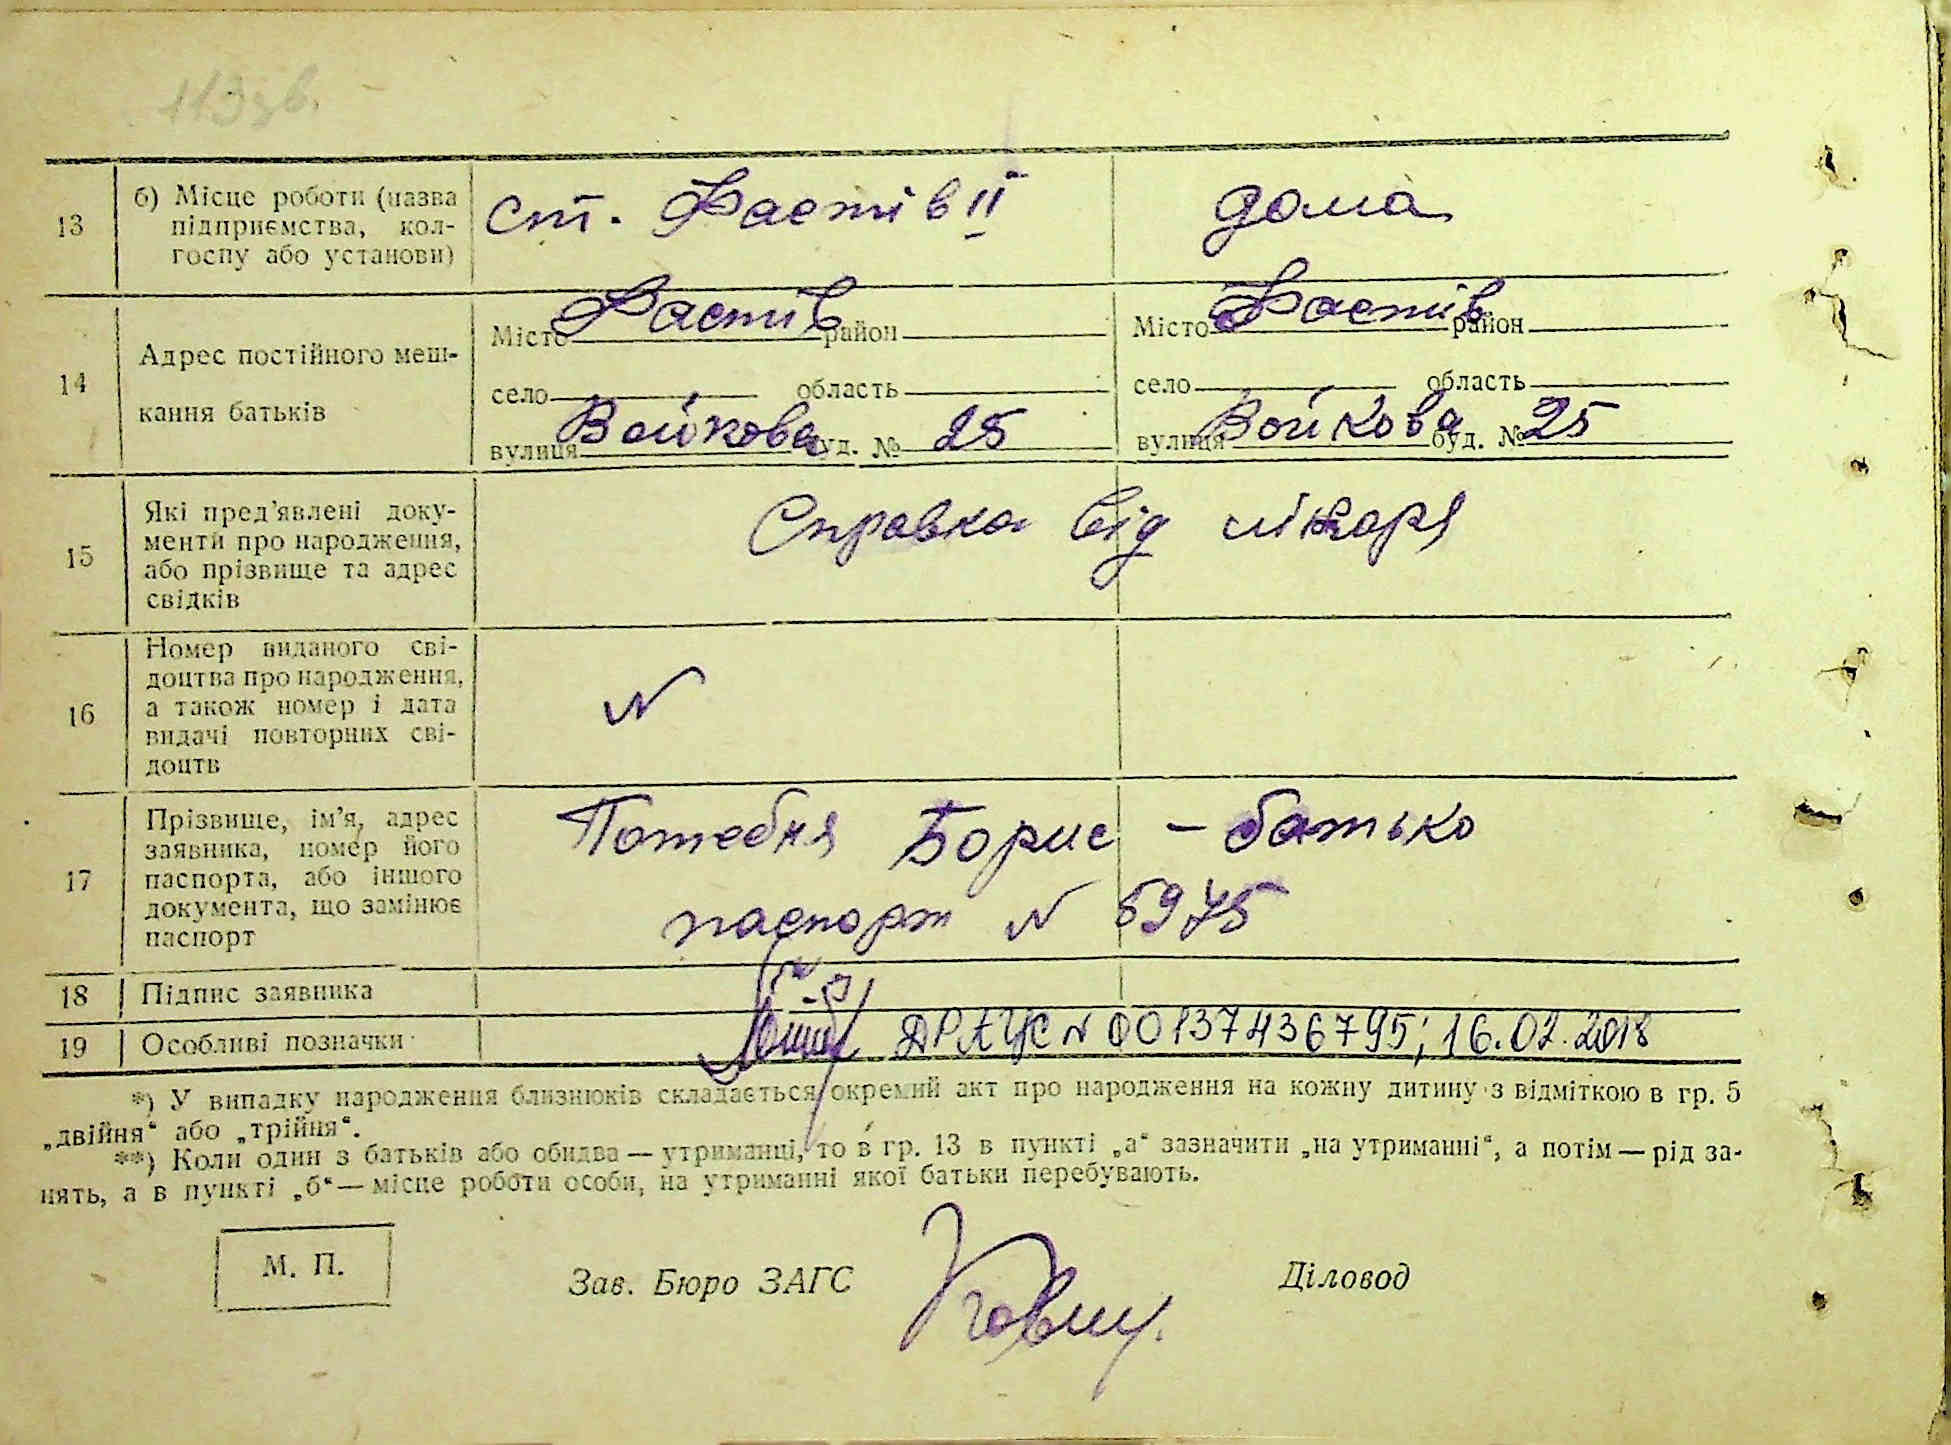 113 зв.
13 б) Місце роботи (назва підприємства, колгоспу або установи) ст. Фастів II дома
14 Адрес постійного мешкання батьків
Місто Фастів район Місто Фастів район
село область село область
вулиця Войкова буд. № 25 вулиця Войкова буд. № 25
15 Які пред'явлені документи про народження, або прізвище та адрес свідків Справка від лікаря
16 Номер виданого свідоцтва про народження, а також номер і дата видачі повторних свідоцтв N
17 Прізвище, ім'я, адрес заявника, номер його паспорта, або іншого документа, що замінює паспорт Потебня Борис – батько
паспорт N 5975
18 Підпис заявника
19 Особливі позначки ДРАЦС N 00137436795; 16.02.2018
*) У випадку народження близнюків складається окремий акт про народження на кожну дитину з відміткою в гр. 5
„двійня“ або „трійня“.
**) Коли один з батьків або обидва — утриманці, то в гр. 13 в пункті „а“ зазначити „на утриманні“, а потім — рід за-
нять, а в пункті „б“ — місце роботи особи, на утриманні якої батьки перебувають.
М. П. Зав. Бюро ЗАГС Діловод